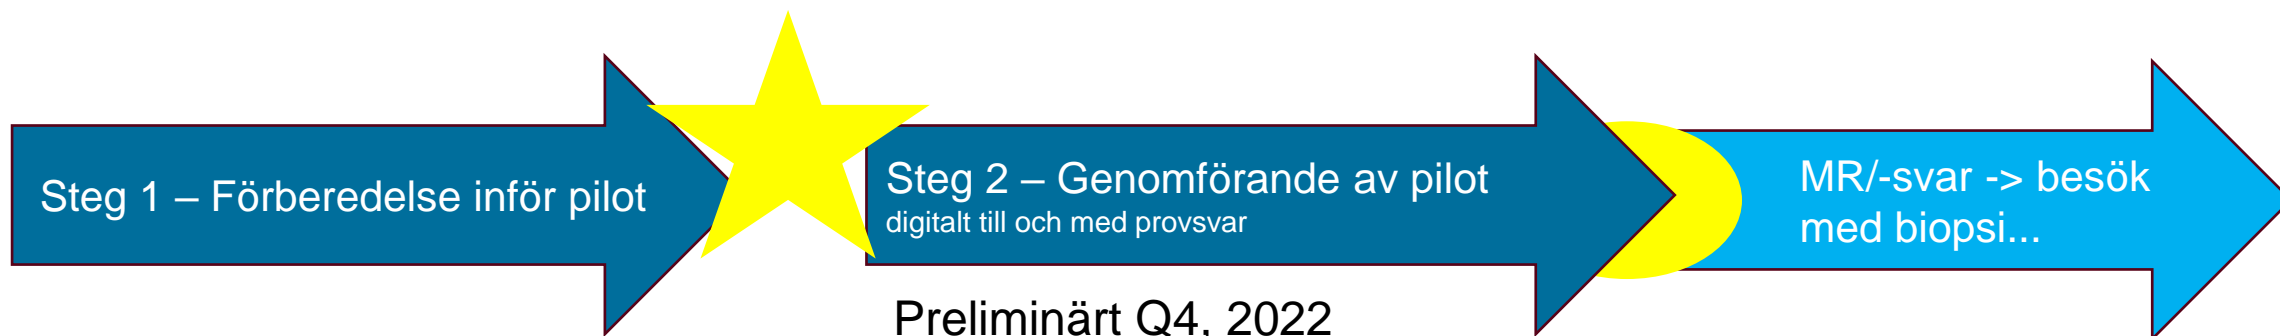 Steg 1 – Förberedelse inför pilot
Steg 2 – Genomförande av pilot
digitalt till och med provsvar
MR/-svar -> besök
med biopsi...
Preliminärt Q4, 2022